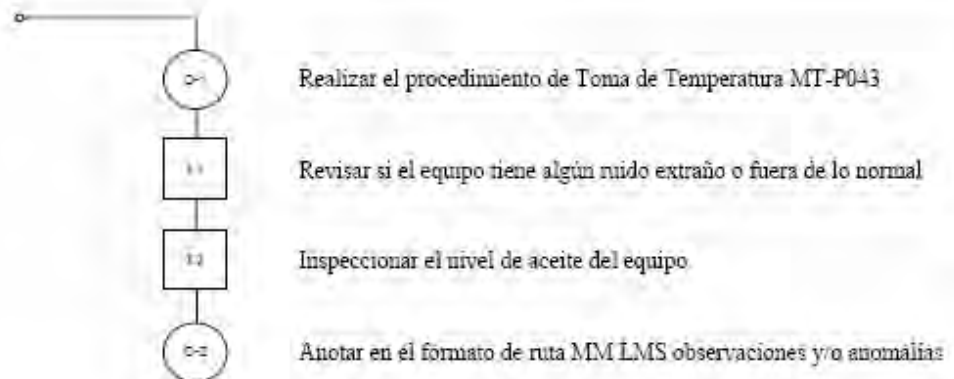 Realizar el procedimiento de Toma de Temperatura MT-P043
Revisar si el equipo tiene algún ruido extraño o fuera de lo normal
Inspeccionar el nivel de aceite del equipo
Anotar en el formato de ruta MM LMS observaciones y/o anomalías